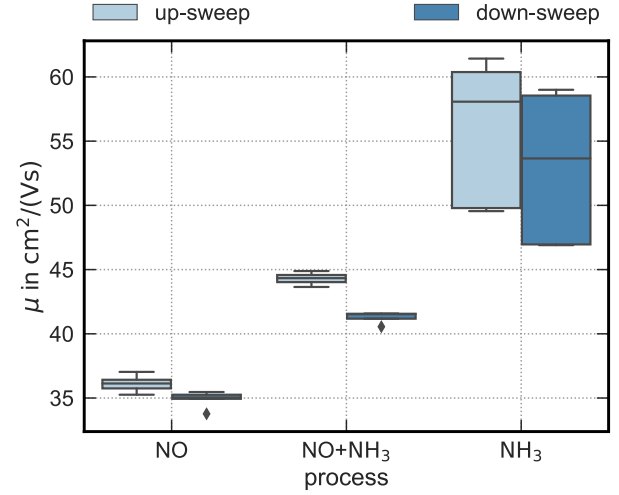 up-sweep down-sweep
μ in cm²/(Vs)
60
55
50
45
40
35
NO NO+NH₃ NH₃
process